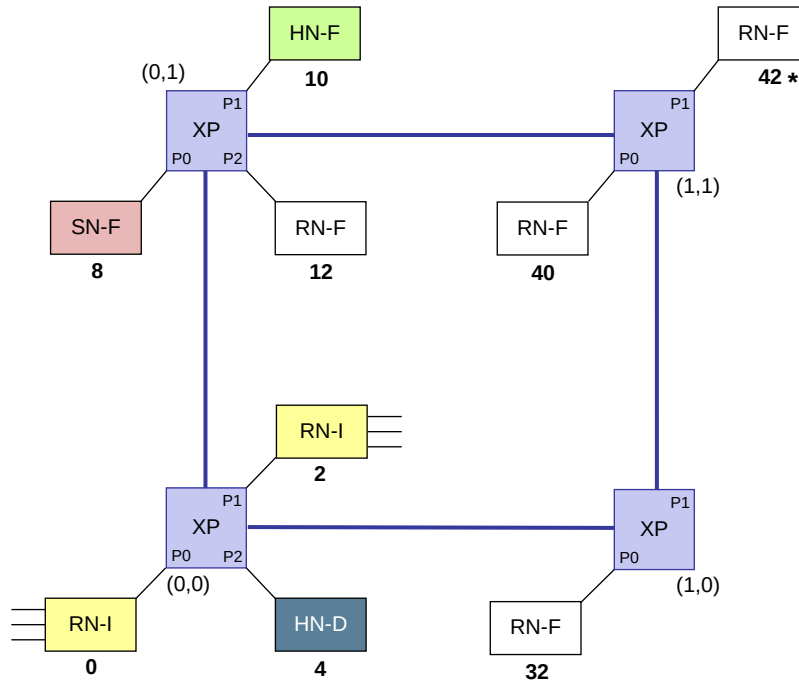 HN-F
10
RN-F
42 *
(0,1)
P1
XP
P0 P2
P1
XP
P0
(1,1)
SN-F
8
RN-F
12
RN-F
40
RN-I
2
P1
XP
P0 P2
(0,0)
P1
XP
P0
(1,0)
RN-I
0
HN-D
4
RN-F
32